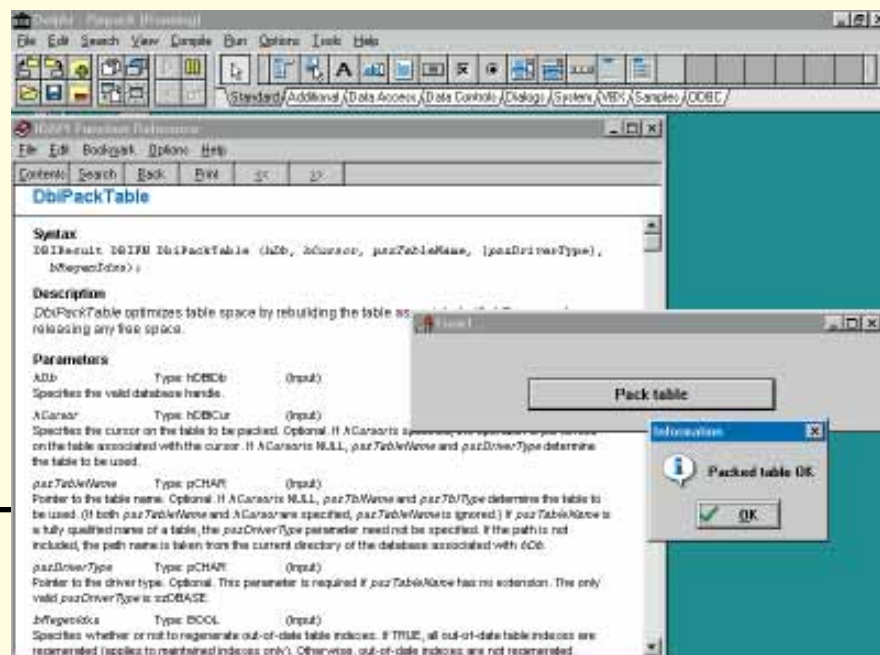 Delphi - [Running]
File Edit Search View Compile Run Options Tools Help
Standard Additional Data Access Data Controls Dialogs System VBX Samples ODBC
IDAPI Function Reference
File Edit Bookmark Options Help
Contents Search Back Print << >>
DbiPackTable
Syntax
DBIResult DBIFN DbiPackTable (hDb, hCursor, pszTableName, [pszDriverType],
bRegenIdxs);
Description
DbiPackTable optimizes table space by rebuilding the table as
releasing any free space.
Parameters
hDb Type: hDBIDb (Input)
Specifies the valid database handle.
hCursor Type: hDBICur (Input)
Specifies the cursor on the table to be packed. Optional. If hCursor is
on the table associated with the cursor. If hCursor is NULL, pszTableName and pszDriverType determine
the table to be used.
pszTableName Type: pCHAR (Input)
Pointer to the table name. Optional. If hCursor is NULL, pszTblName and pszTblType determine the table to
be used. (If both pszTableName and hCursor are specified, pszTableName is ignored.) If pszTableName is
a fully qualified name of a table, the pszDriverType parameter need not be specified. If the path is not
included, the path name is taken from the current directory of the database associated with hDb.
pszDriverType Type: pCHAR (Input)
Pointer to the driver type. Optional. This parameter is required if pszTableName has no extension. The only
valid pszDriverType is szDBASE.
bRegenIdxs Type: BOOL (Input)
Specifies whether or not to regenerate out-of-date table indexes. If TRUE, all out-of-date table indexes are
regenerated (applies to maintained indexes only). Otherwise, out-of-date indexes are not regenerated.
Form1
Pack table
Information
Packed table OK
OK